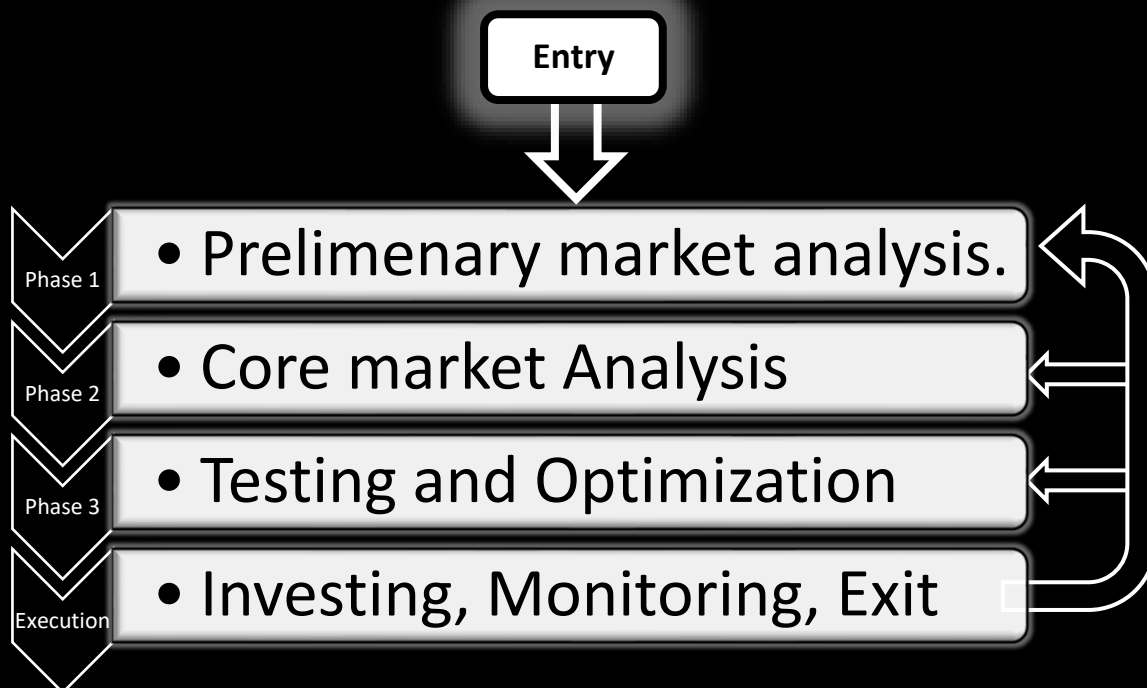 Entry
Phase 1
• Prelimenary market analysis.
Phase 2
• Core market Analysis
Phase 3
• Testing and Optimization
Execution
• Investing, Monitoring, Exit